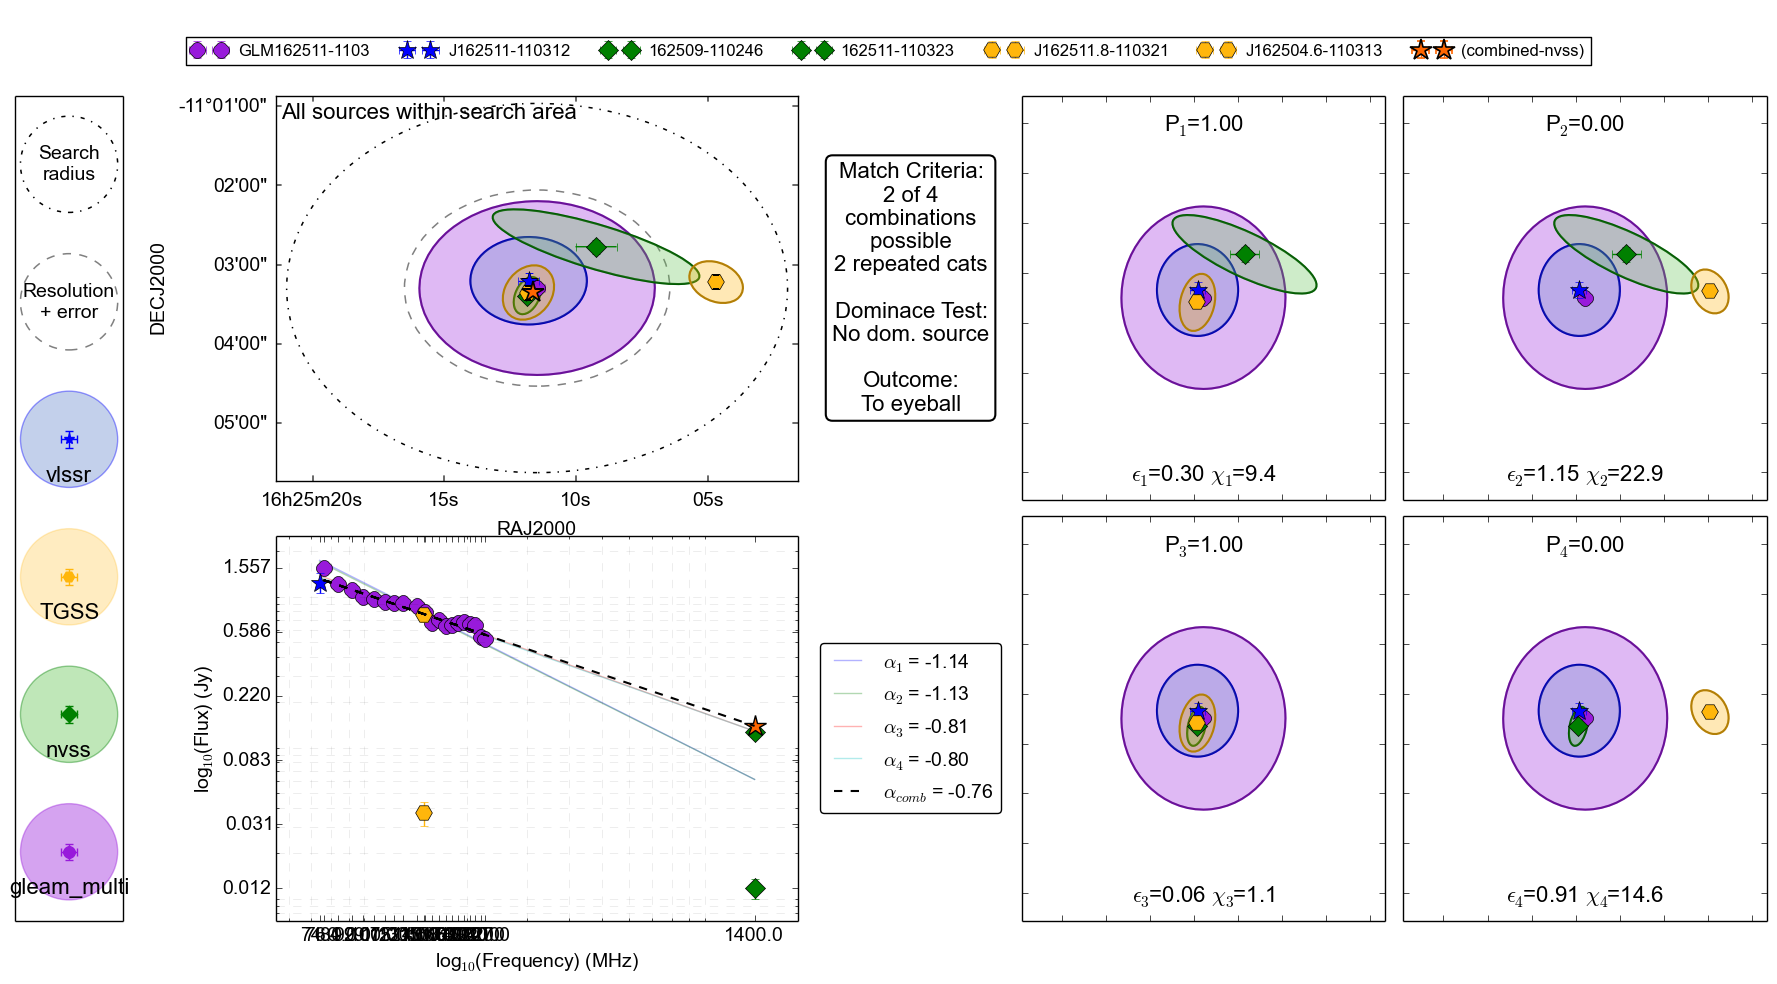 GLM162511-1103 J162511-110312 162509-110246 162511-110323 J162511.8-110321 J162504.6-110313 (combined-nvss)
Search
radius
Resolution
+ error
vlssr
TGSS
nvss
gleam_multi
All sources within search area
-11°01'00"
02'00"
03'00"
04'00"
05'00"
DECJ2000
16h25m20s 15s 10s 05s
RAJ2000
Match Criteria:
2 of 4
combinations
possible
2 repeated cats
Dominace Test:
No dom. source
Outcome:
To eyeball
P1=1.00
ϵ1=0.30 χ1=9.4
P2=0.00
ϵ2=1.15 χ2=22.9
P3=1.00
ϵ3=0.06 χ3=1.1
P4=0.00
ϵ4=0.91 χ4=14.6
1.557
0.586
0.220
0.083
0.031
0.012
log10(Flux) (Jy)
1400.0
log10(Frequency) (MHz)
α1 = -1.14
α2 = -1.13
α3 = -0.81
α4 = -0.80
αcomb = -0.76